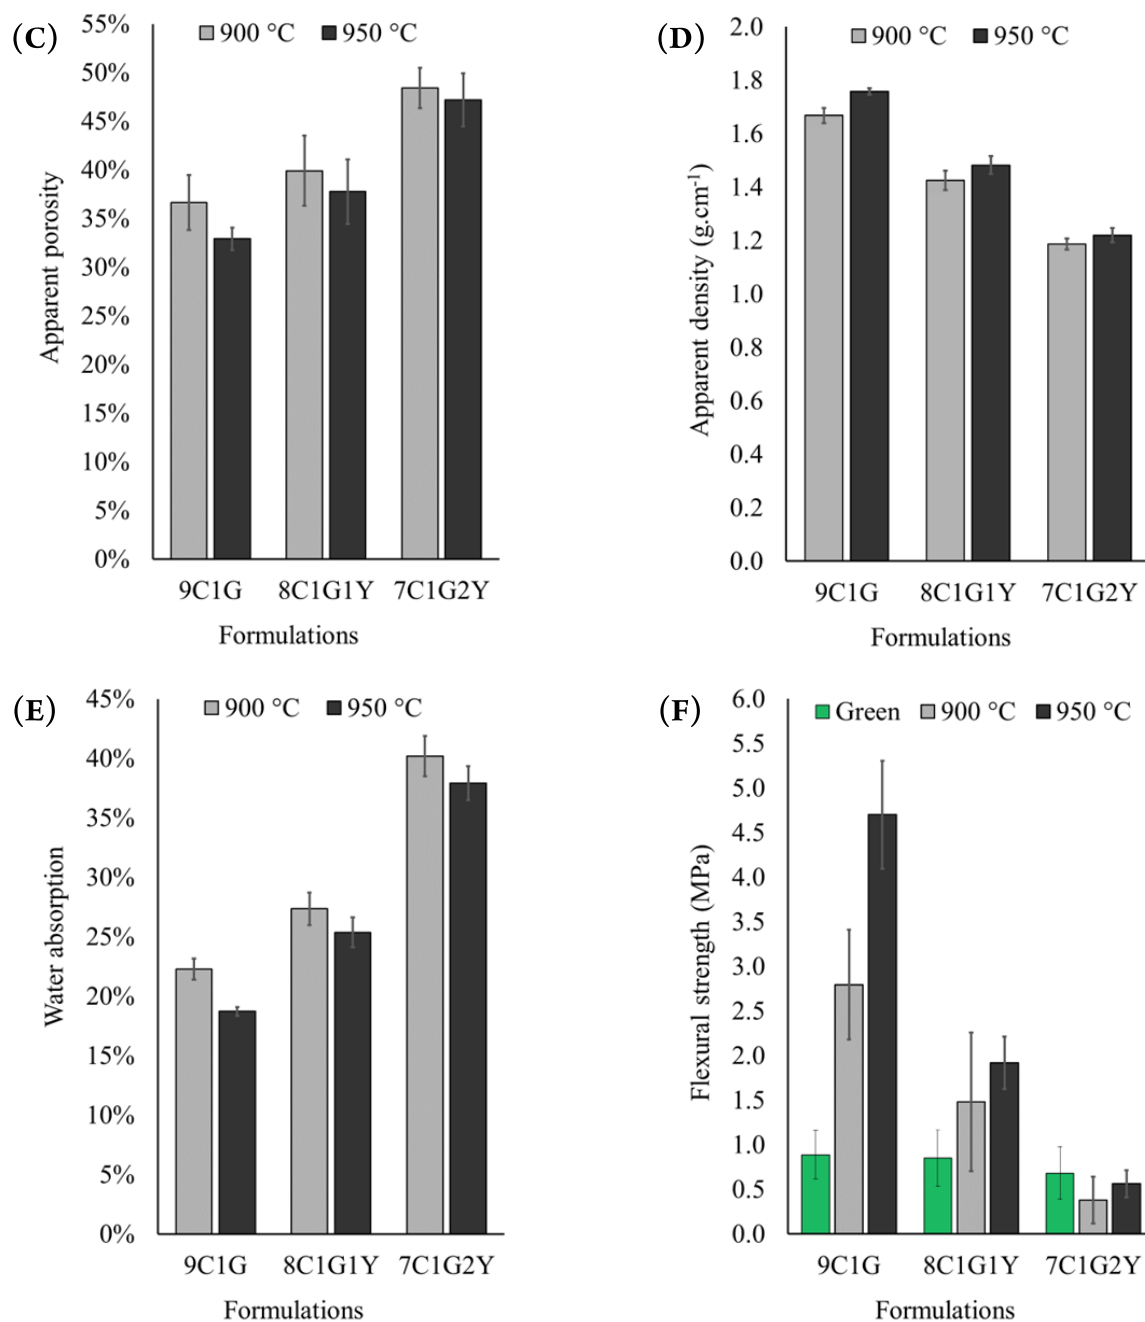 (C)
900 °C 950 °C
55%
50%
45%
40%
35%
30%
25%
20%
15%
10%
5%
0%
Apparent porosity
9C1G 8C1G1Y 7C1G2Y
Formulations
(D)
900 °C 950 °C
2.0
1.8
1.6
1.4
1.2
1.0
0.8
0.6
0.4
0.2
0.0
Apparent density (g.cm⁻¹)
9C1G 8C1G1Y 7C1G2Y
Formulations
(E)
900 °C 950 °C
45%
40%
35%
30%
25%
20%
15%
10%
5%
0%
Water absorption
9C1G 8C1G1Y 7C1G2Y
Formulations
(F)
Green 900 °C 950 °C
6.0
5.5
5.0
4.5
4.0
3.5
3.0
2.5
2.0
1.5
1.0
0.5
0.0
Flexural strength (MPa)
9C1G 8C1G1Y 7C1G2Y
Formulations